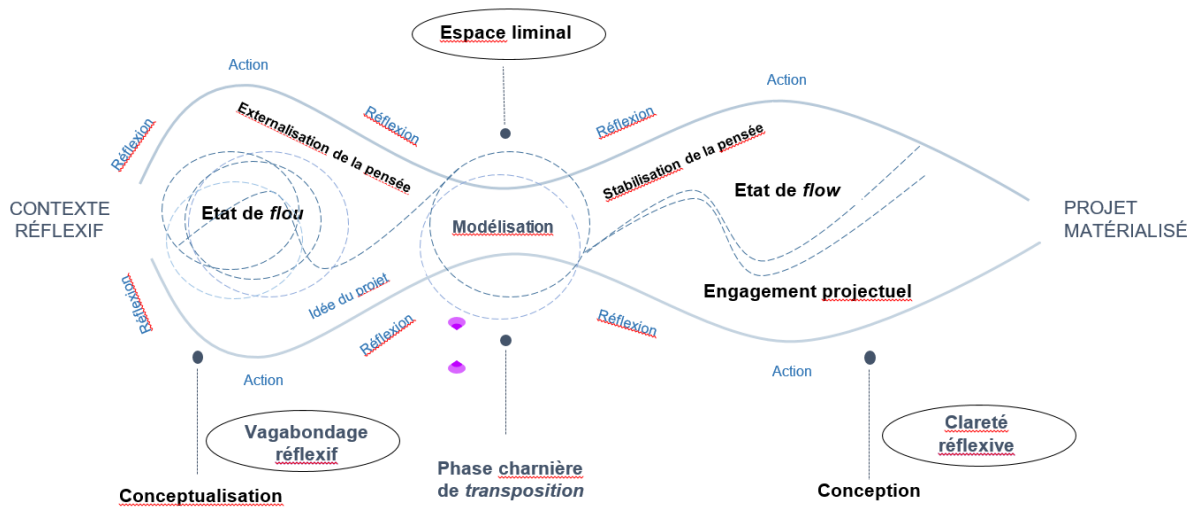 Espace liminal
Action
Action
Réflexion
Externalisation de la pensée
Réflexion
Réflexion
Stabilisation de la pensée
CONTEXTE
RÉFLEXIF
Etat de flou
Modélisation
Etat de flow
PROJET
MATÉRIALISÉ
Réflexion
Idée du projet
Réflexion
Engagement projectuel
Réflexion
Action
Action
Vagabondage
réflexif
Clareté
réflexive
Conceptualisation
Phase charnière
de transposition
Conception